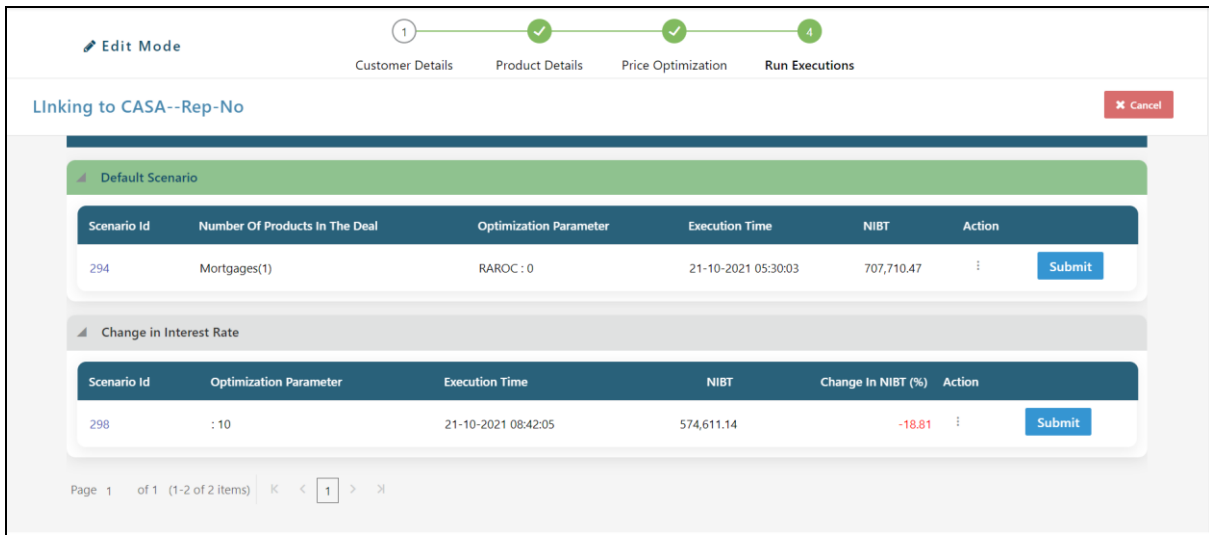 Edit Mode
1 4
Customer Details Product Details Price Optimization Run Executions
LInking to CASA--Rep-No
Cancel
Default Scenario
Scenario Id Number Of Products In The Deal Optimization Parameter Execution Time NIBT Action
294 Mortgages(1) RAROC : 0 21-10-2021 05:30:03 707,710.47 Submit
Change in Interest Rate
Scenario Id Optimization Parameter Execution Time NIBT Change In NIBT (%) Action
298 : 10 21-10-2021 08:42:05 574,611.14 -18.81 Submit
Page 1 of 1 (1-2 of 2 items) 1